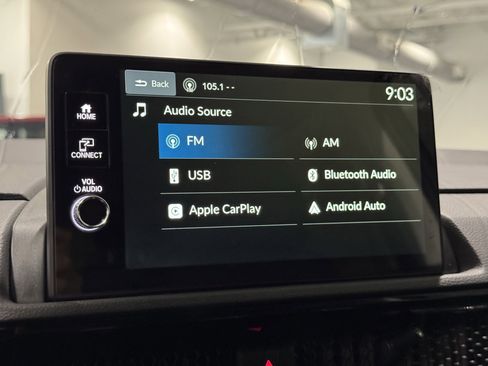 Back 105.1 -- 9:03
HOME
Audio Source
FM AM
CONNECT
USB Bluetooth Audio
VOL
AUDIO
Apple CarPlay Android Auto